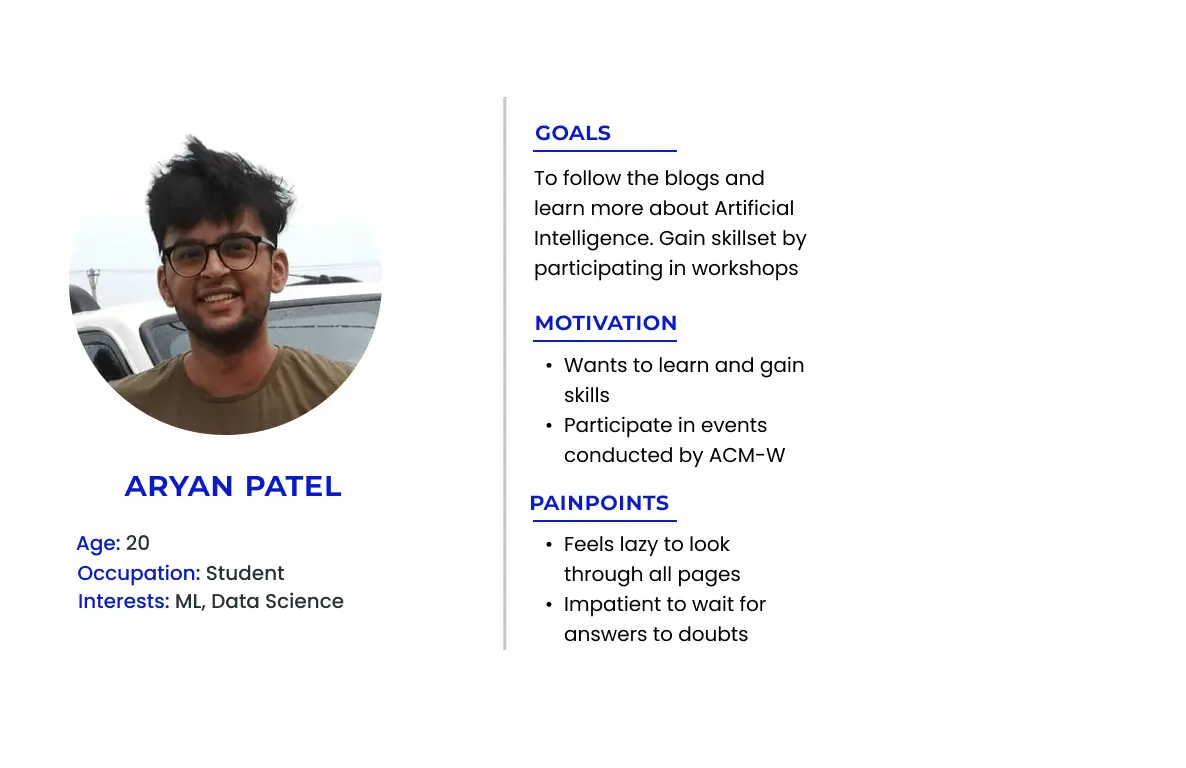 ARYAN PATEL
Age: 20
Occupation: Student
Interests: ML, Data Science
GOALS
To follow the blogs and
learn more about Artificial
Intelligence. Gain skillset by
participating in workshops
MOTIVATION
• Wants to learn and gain
skills
• Participate in events
conducted by ACM-W
PAINPOINTS
• Feels lazy to look
through all pages
• Impatient to wait for
answers to doubts